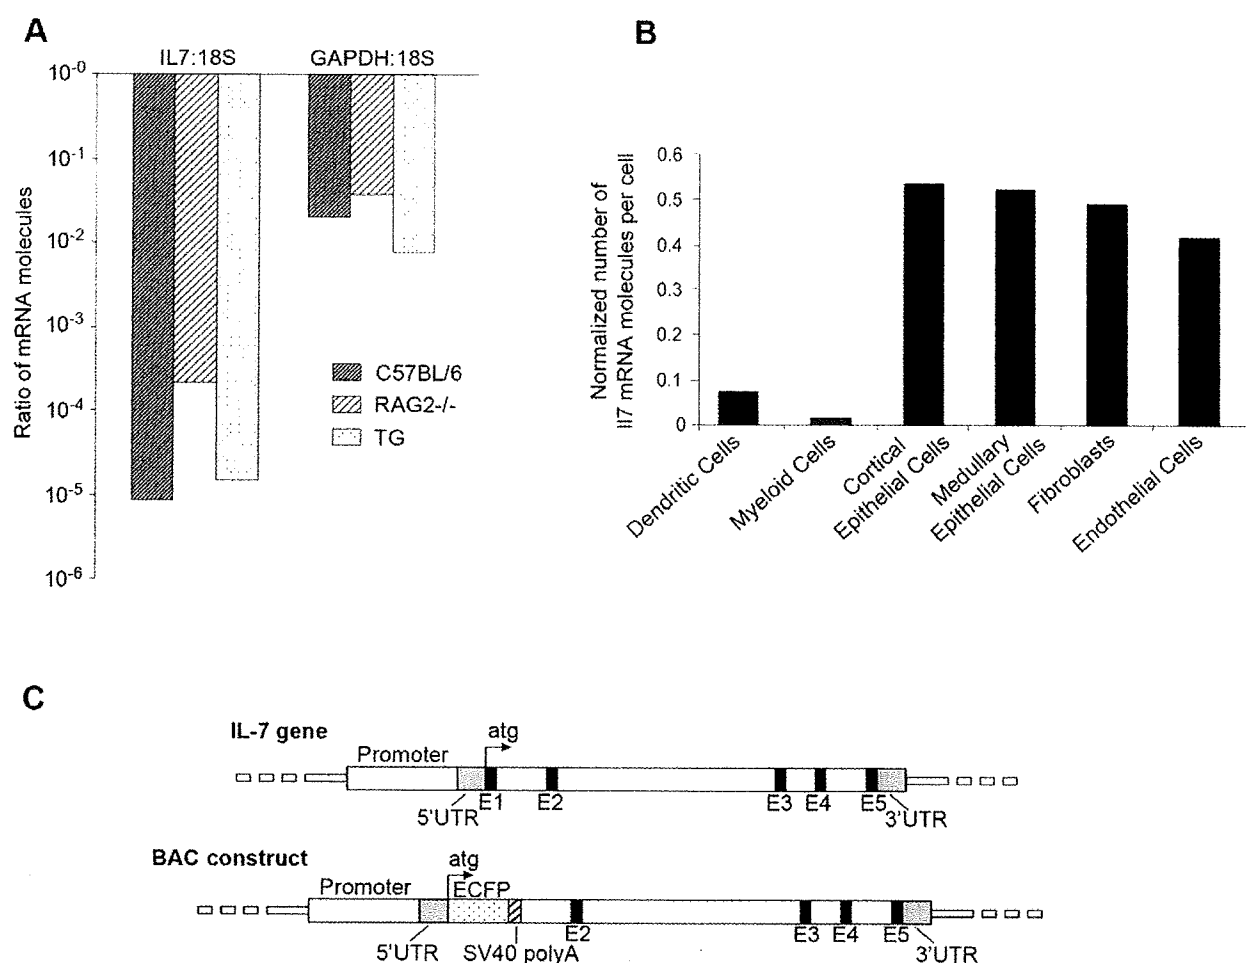 A
IL7:18S
GAPDH:18S
Ratio of mRNA molecules
10-0
10-1
10-2
10-3
10-4
10-5
10-6
C57BL/6
RAG2-/-
TG
B
Normalized number of
Il7 mRNA molecules per cell
0.6
0.5
0.4
0.3
0.2
0.1
0
Dendritic Cells
Myeloid Cells
Cortical
Epithelial Cells
Medullary
Epithelial Cells
Fibroblasts
Endothelial Cells
C
IL-7 gene
atg
Promoter
5'UTR
E1
E2
E3
E4
E5
3'UTR
BAC construct
atg
Promoter
ECFP
5'UTR
SV40 polyA
E2
E3
E4
E5
3'UTR